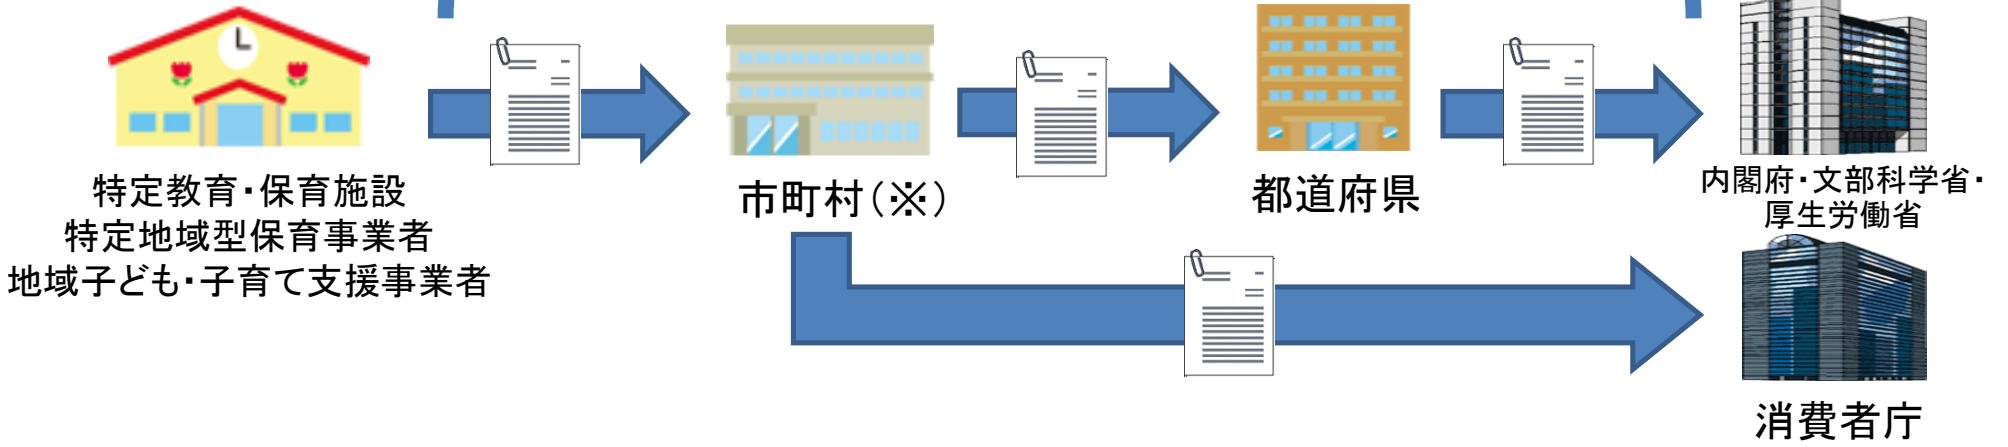 特定教育・保育施設
特定地域型保育事業者
地域子ども・子育て支援事業者
市町村（※）
都道府県
内閣府・文部科学省・
厚生労働省
消費者庁